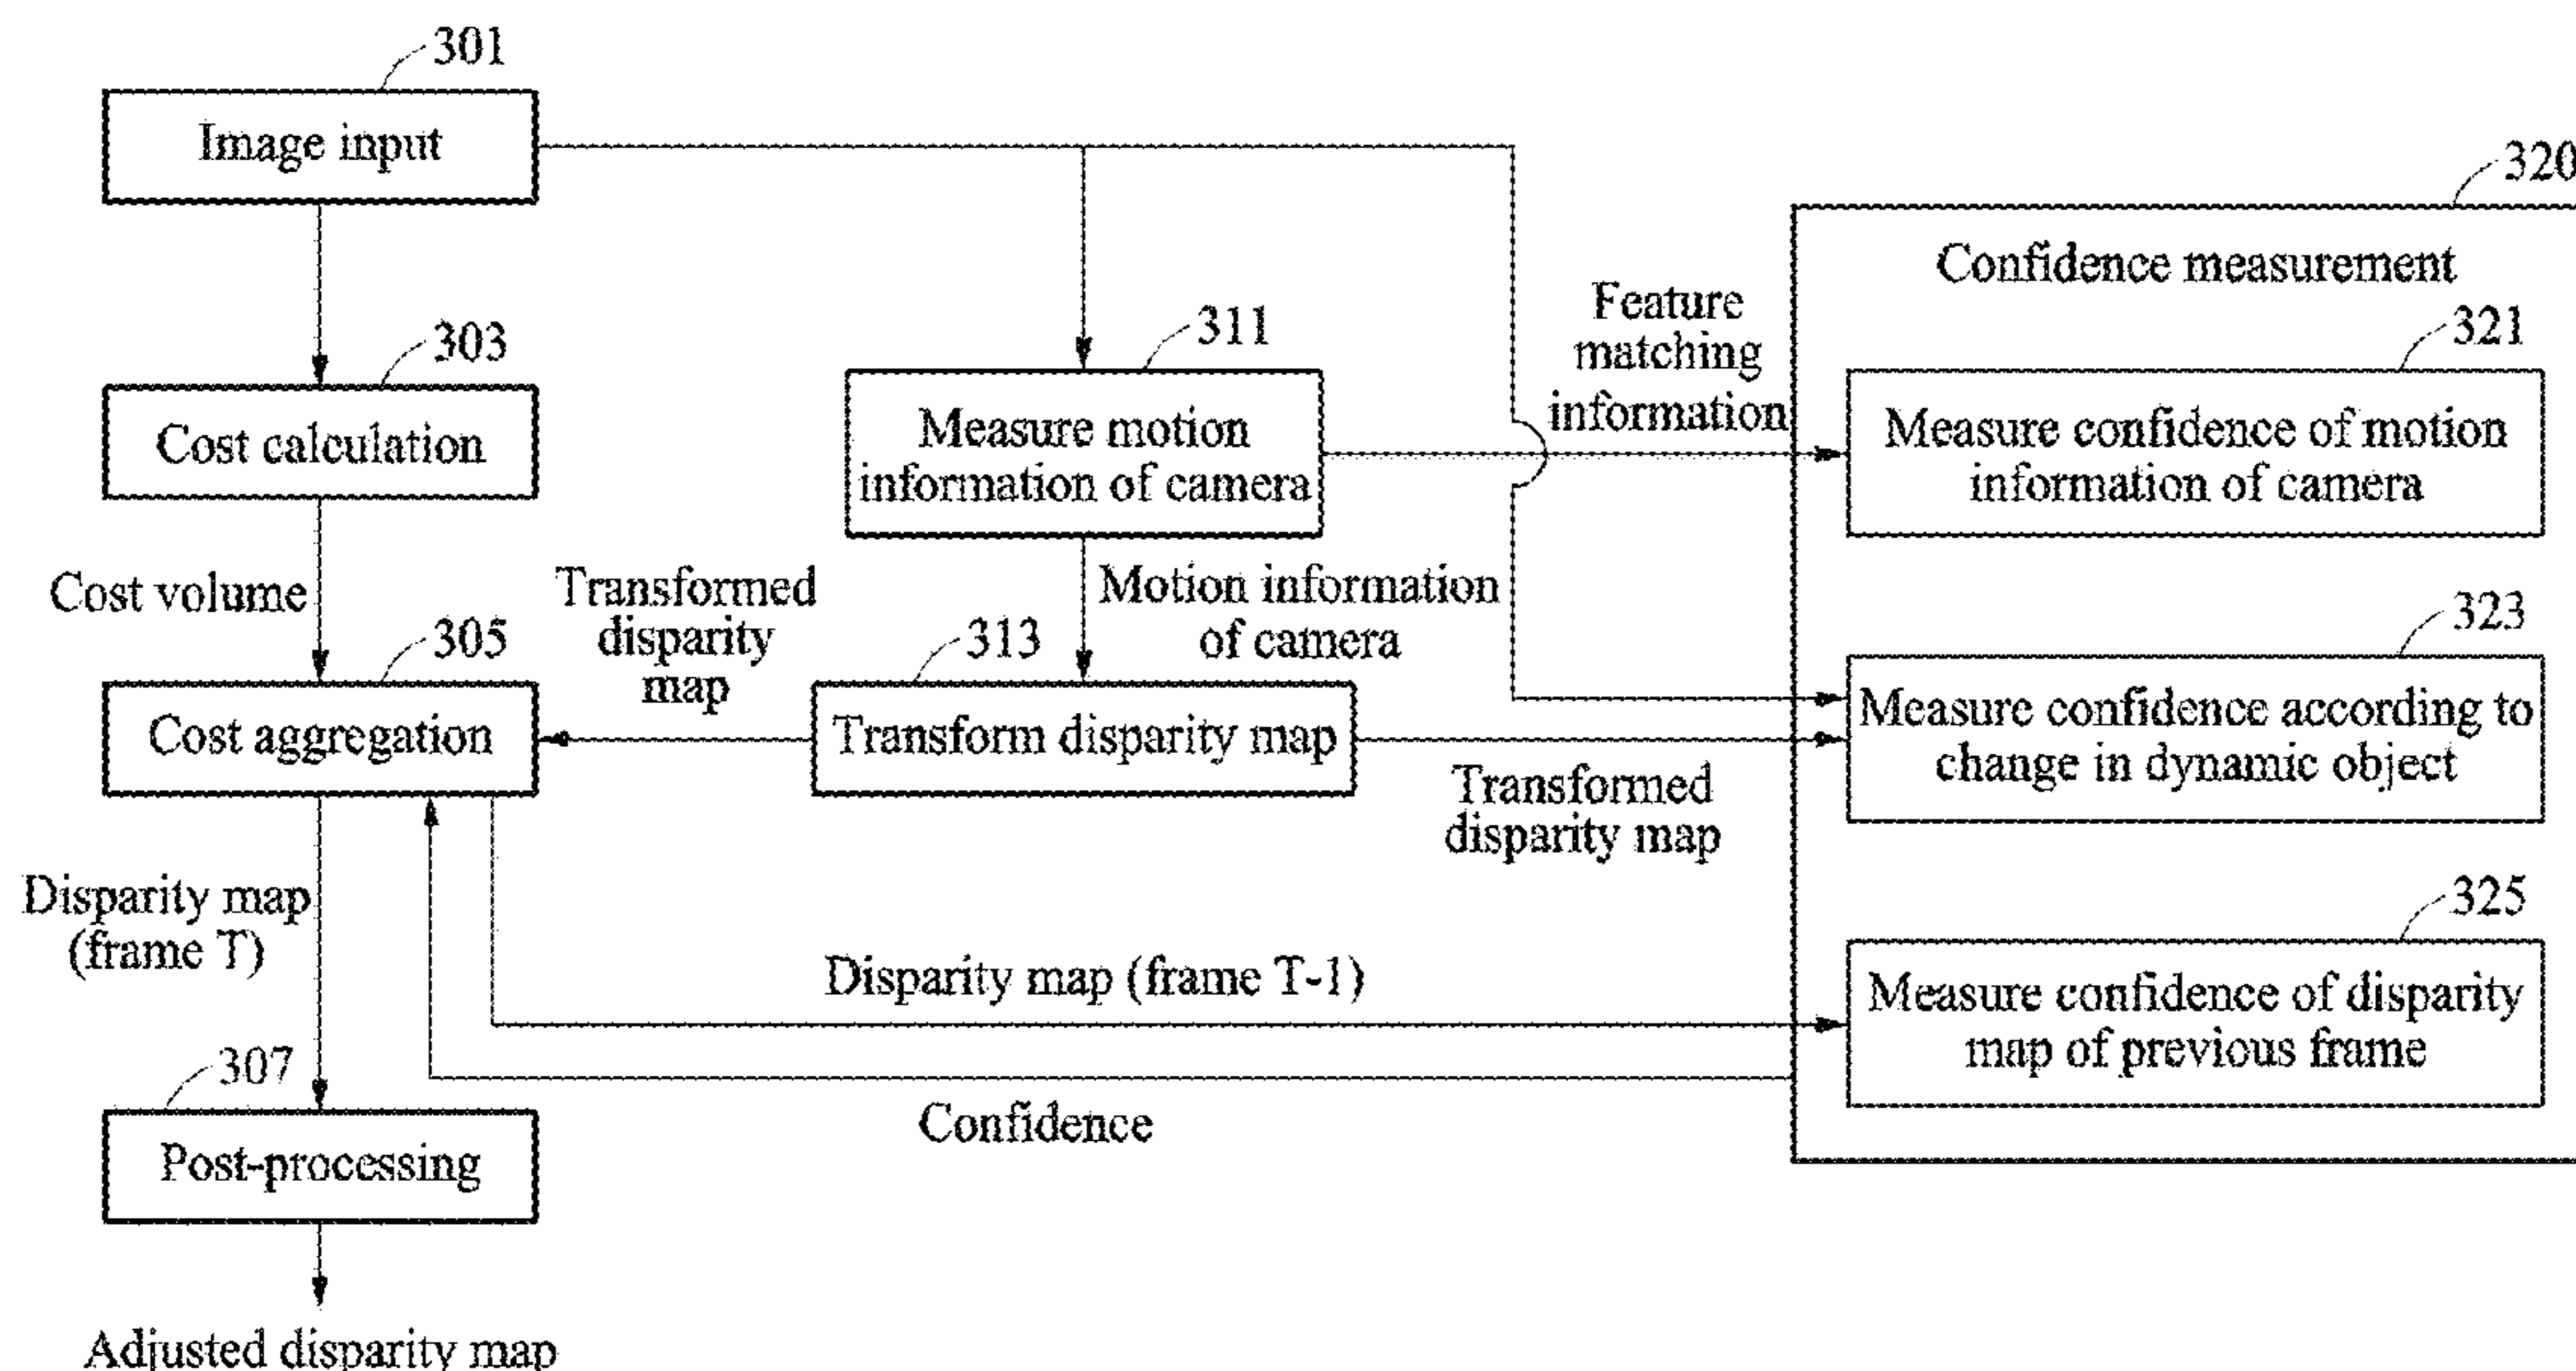 301
Image input
320
Confidence measurement
303
Cost calculation
311
Measure motion
information of camera
Feature
matching
information
321
Measure confidence of motion
information of camera
Cost volume
Transformed
disparity
map
Motion information
of camera
305
Cost aggregation
313
Transform disparity map
323
Measure confidence according to
change in dynamic object
Transformed
disparity map
Disparity map
(frame T)
Disparity map (frame T-1)
325
Measure confidence of disparity
map of previous frame
Confidence
307
Post-processing
Adjusted disparity map